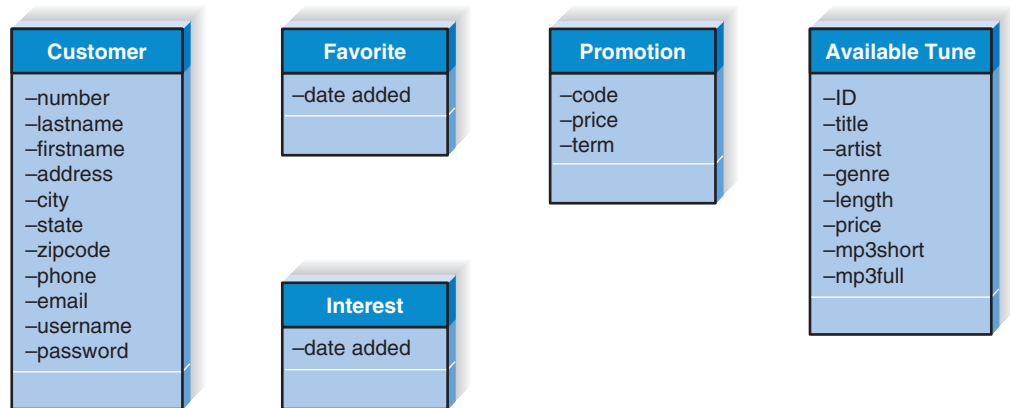 Customer
–number
–lastname
–firstname
–address
–city
–state
–zipcode
–phone
–email
–username
–password
Favorite
–date added
Interest
–date added
Promotion
–code
–price
–term
Available Tune
–ID
–title
–artist
–genre
–length
–price
–mp3short
–mp3full